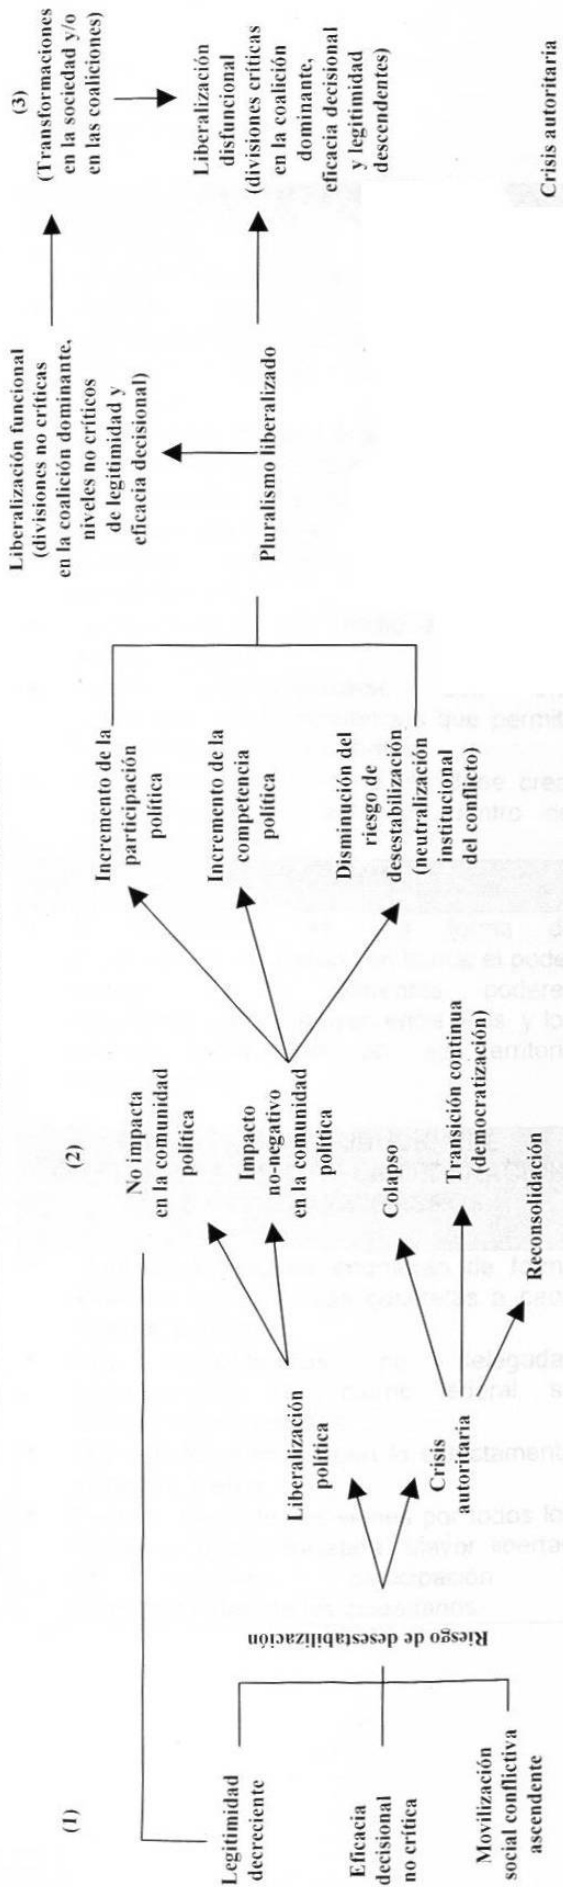 (1)
Legitimidad
decreciente
Eficacia
decisional
no crítica
Movilización
social conflictiva
ascendente
Riesgo de desestabilización
Liberalización
política
Crisis
autoritaria
(2)
No impacta
en la comunidad
política
Impacto
no-negativo
en la comunidad
política
Colapso
Transición continua
(democratización)
Reconsolidación
Incremento de la
participación
política
Incremento de la
competencia
política
Disminución del
riesgo de
desestabilización
(neutralización
institucional
del conflicto)
Liberalización funcional
(divisiones no críticas
en la coalición dominante,
niveles no críticos
de legitimidad y
eficacia decisional)
Pluralismo liberalizado
(3)
(Transformaciones
en la sociedad y/o
en las coaliciones)
Liberalización
disfuncional
(divisiones críticas
en la coalición
dominante,
eficacia decisional
y legitimidad
descendentes)
Crisis autoritaria